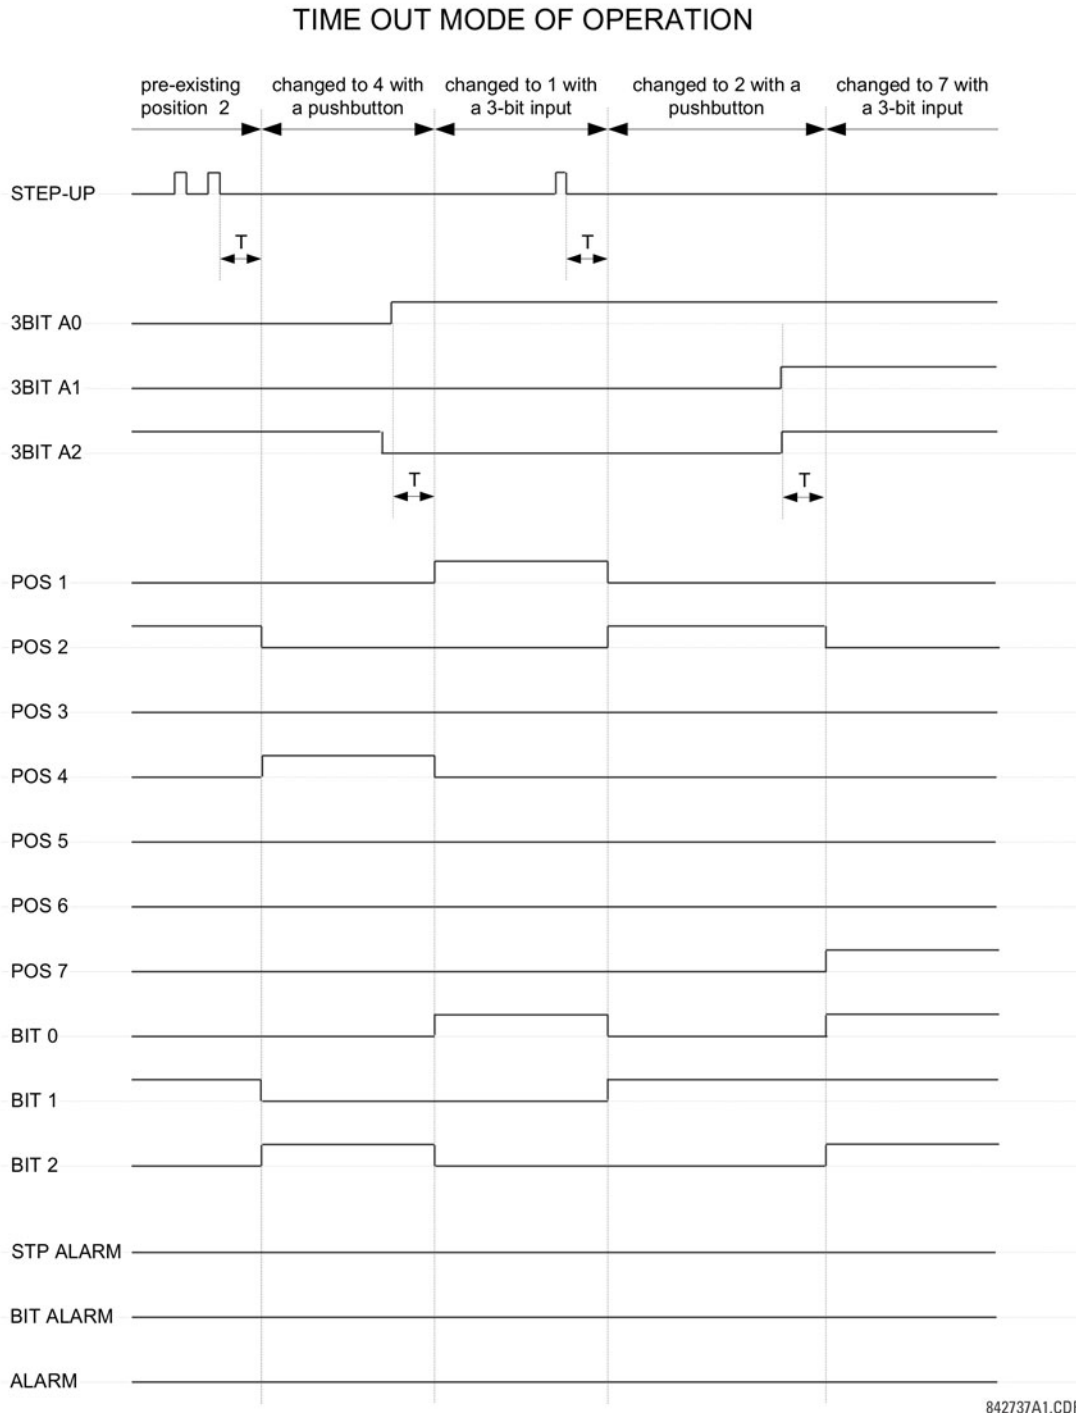 TIME OUT MODE OF OPERATION
pre-existing
position 2
changed to 4 with
a pushbutton
changed to 1 with
a 3-bit input
changed to 2 with a
pushbutton
changed to 7 with
a 3-bit input
STEP-UP
T
T
3BIT A0
3BIT A1
3BIT A2
T
T
POS 1
POS 2
POS 3
POS 4
POS 5
POS 6
POS 7
BIT 0
BIT 1
BIT 2
STP ALARM
BIT ALARM
ALARM
842737A1.CDR